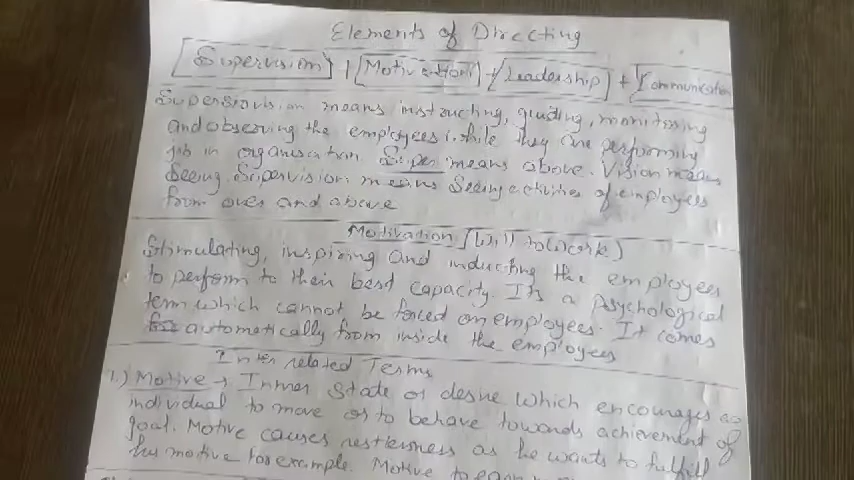 Elements of Directing
[Supervision] + [Motivation] + [Leadership] + [Communication
Supersiovision means instructing, guiding, monitoring
and observing the employees while they are performing
job in organisation. Super means above. Vision means
Seeing. Supervision means Seeing activities of employees
from over and above
Motivation [Will to Work)
Stimulating, inspiring and inducting the employees
to perform to their best capacity. Its a psychological
term which cannot be forced on employees. It comes
automatically from inside the employees
Inter related Terms
1.) Motive → Inner State or desire which encourages an
individual to move or to behave towards achievement of
goal. Motive causes restlessness as he wants to fulfill
his motive for example. Motive to earn